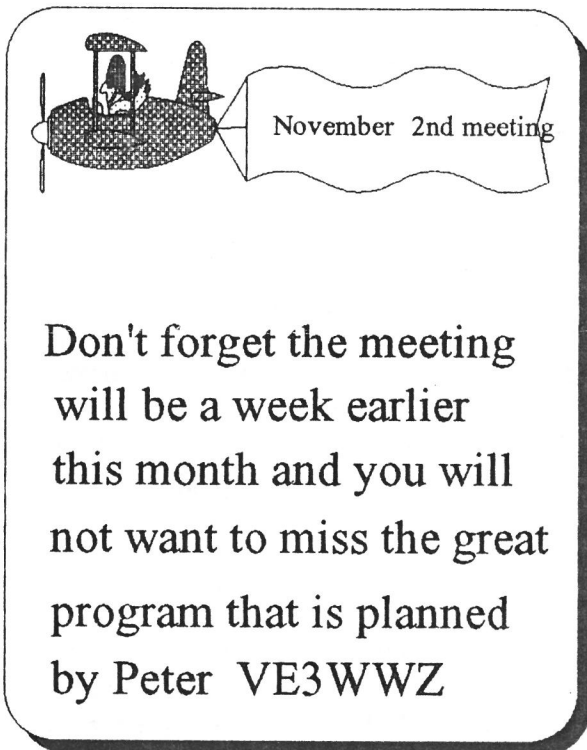 November 2nd meeting
Don't forget the meeting
will be a week earlier
this month and you will
not want to miss the great
program that is planned
by Peter VE3WWZ